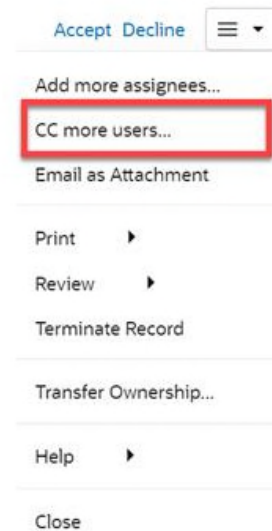 Accept Decline
Add more assignees...
CC more users...
Email as Attachment
Print
Review
Terminate Record
Transfer Ownership...
Help
Close